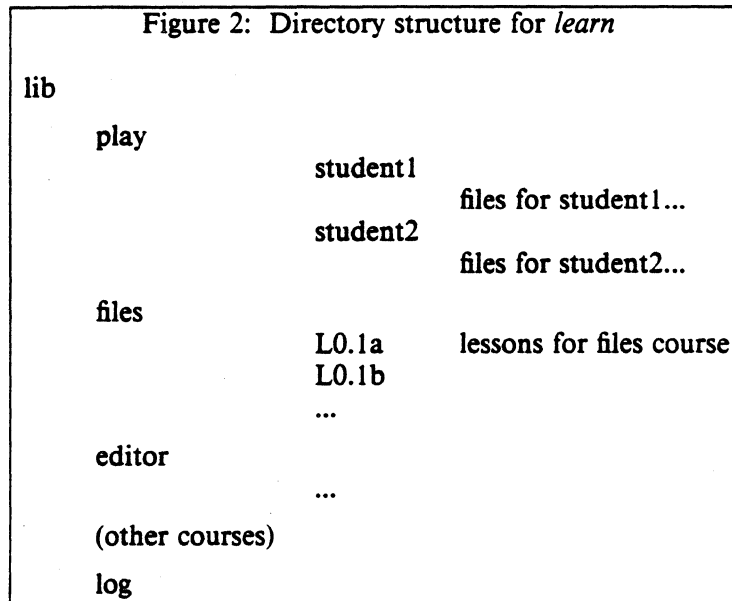 Figure 2: Directory structure for learn
lib
play
student1
files for student1...
student2
files for student2...
files
L0.1a lessons for files course
L0.1b
...
editor
...
(other courses)
log